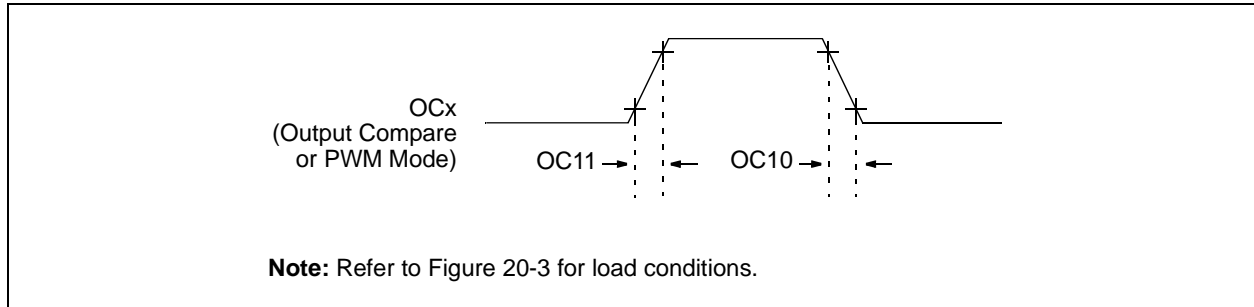 OCx
(Output Compare
or PWM Mode)
OC11
OC10
Note: Refer to Figure 20-3 for load conditions.